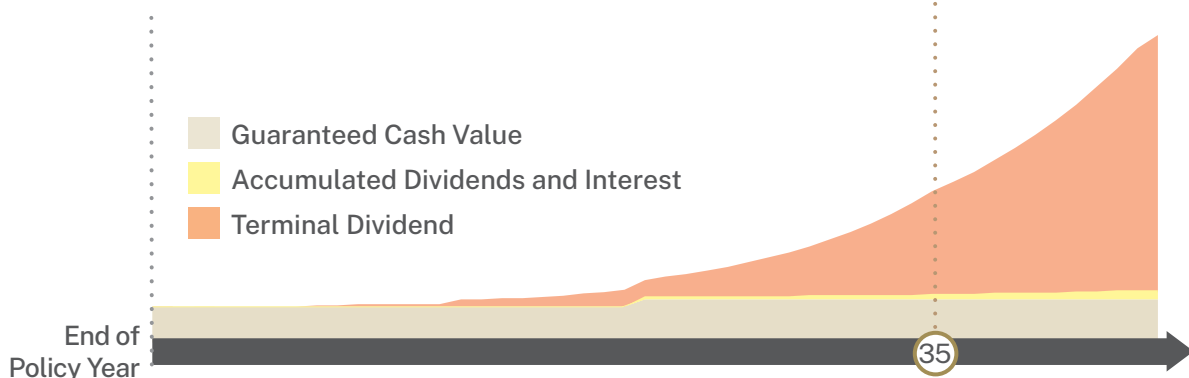 Guaranteed Cash Value
Accumulated Dividends and Interest
Terminal Dividend
End of
Policy Year
35